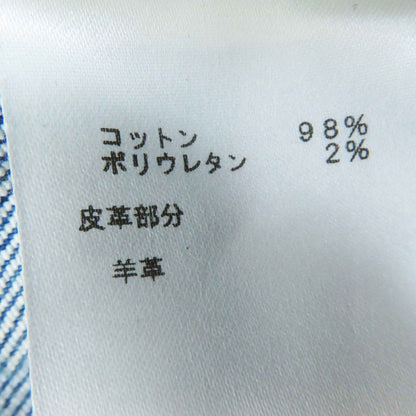 コットン 98%
ポリウレタン 2%
皮革部分
羊革